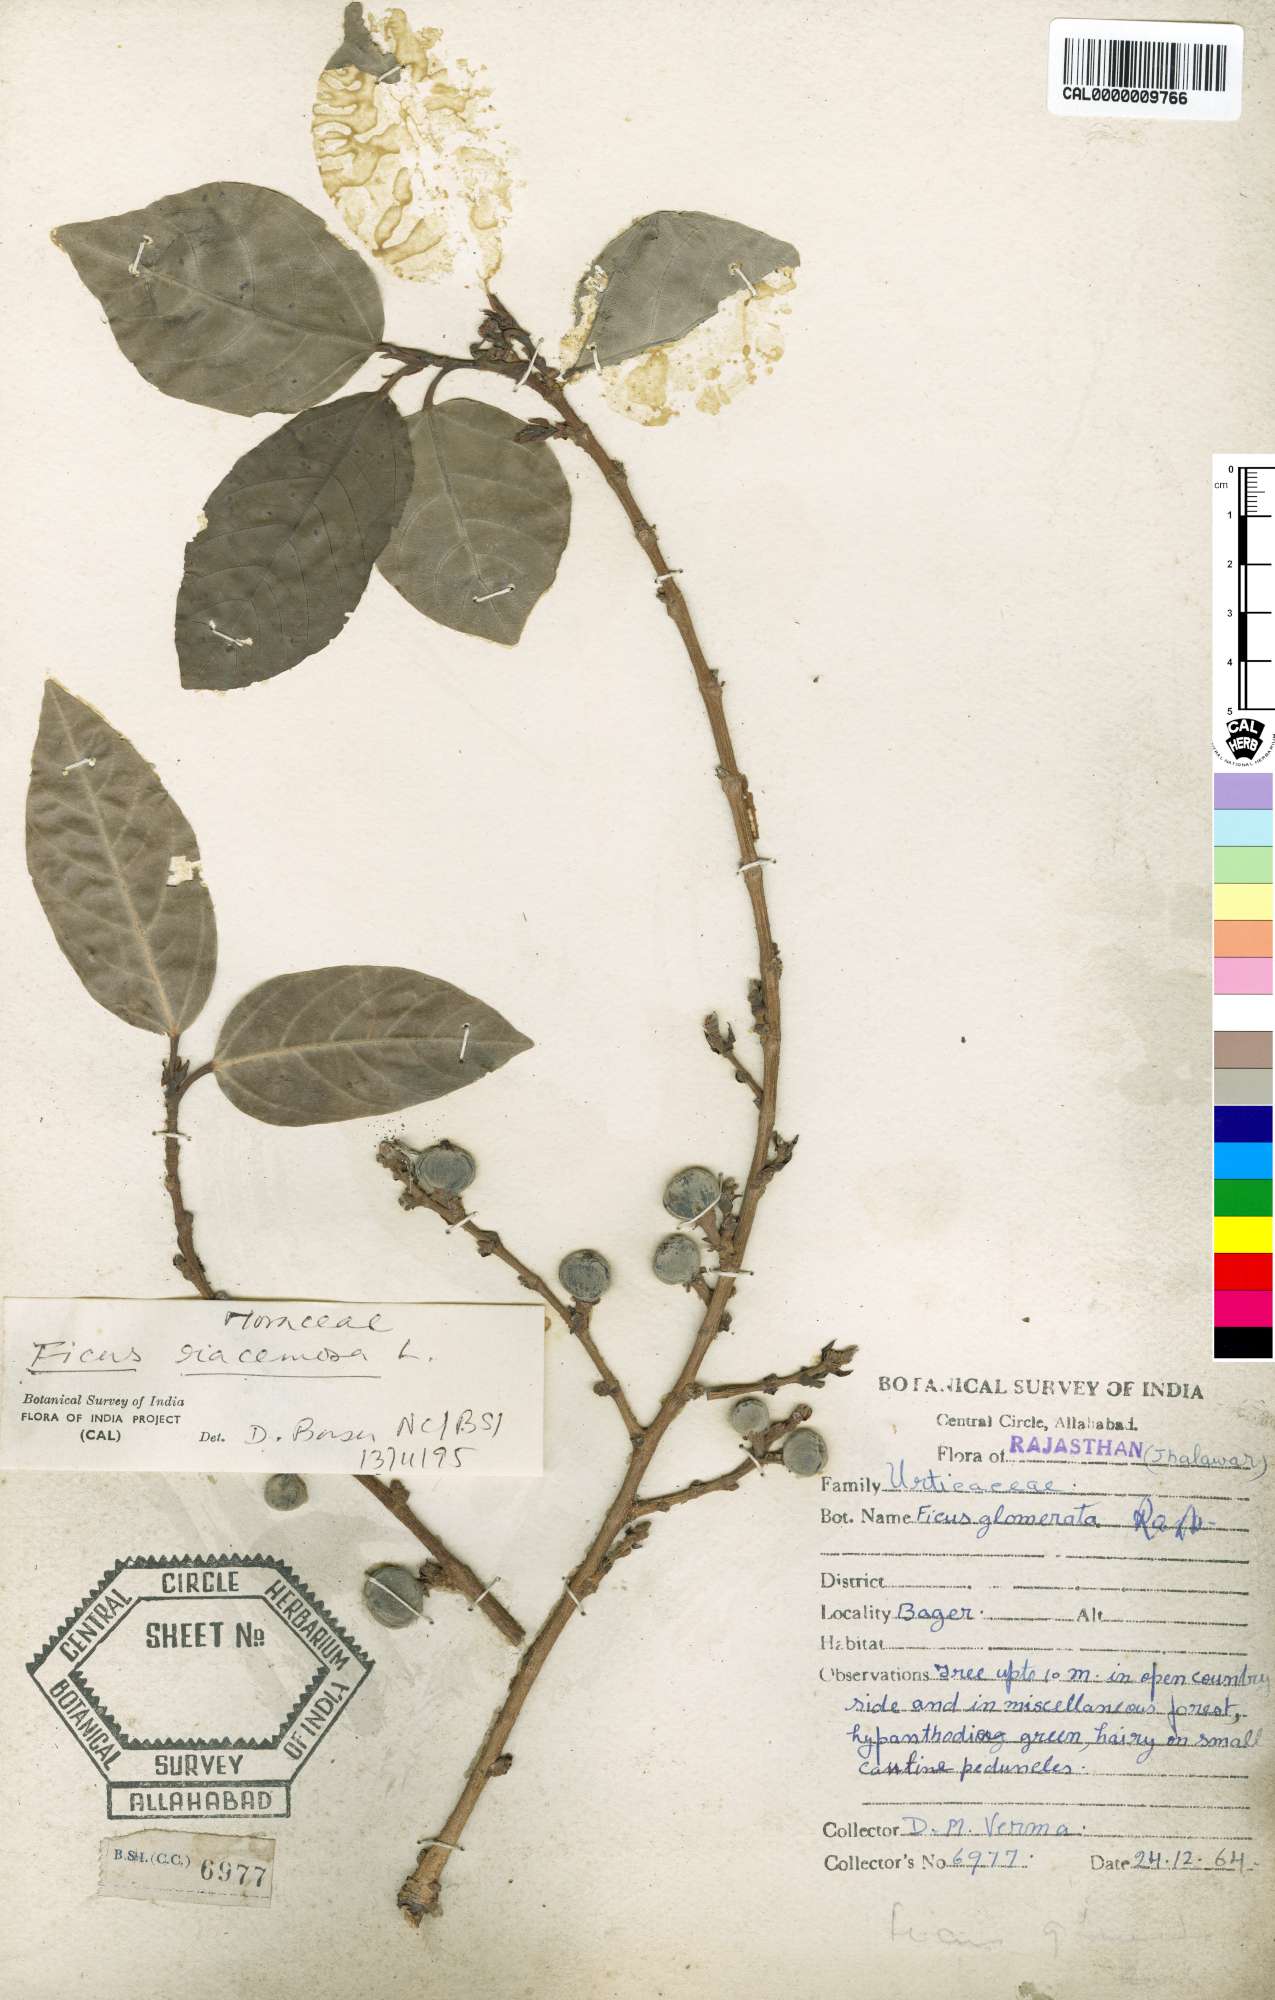 CAL0000009766
0
cm
1
2
3
4
5
CAL
HERB
Moraceae
Ficus racemosa L.
Botanical Survey of India
FLORA OF INDIA PROJECT
(CAL)
Det. D. Basu NC/BSI
13/11/95
CENTRAL CIRCLE HERBARIUM
SHEET No
BOTANICAL SURVEY OF INDIA
ALLAHABAD
B.S.I. (C.C.) 6977
BOTANICAL SURVEY OF INDIA
Central Circle, Allahabad.
Flora of RAJASTHAN (Jhalawar)
Family Urticaceae.
Bot. Name Ficus glomerata Roxb.
District
Locality Bager. Alt
Habitat
Observations Tree upto 10 m. in open country
side and in miscellaneous forest,
green, hairy on small
peduncles.
Collector D. M. Verma.
Collector's No 6977. Date 24.12.64.
Ficus